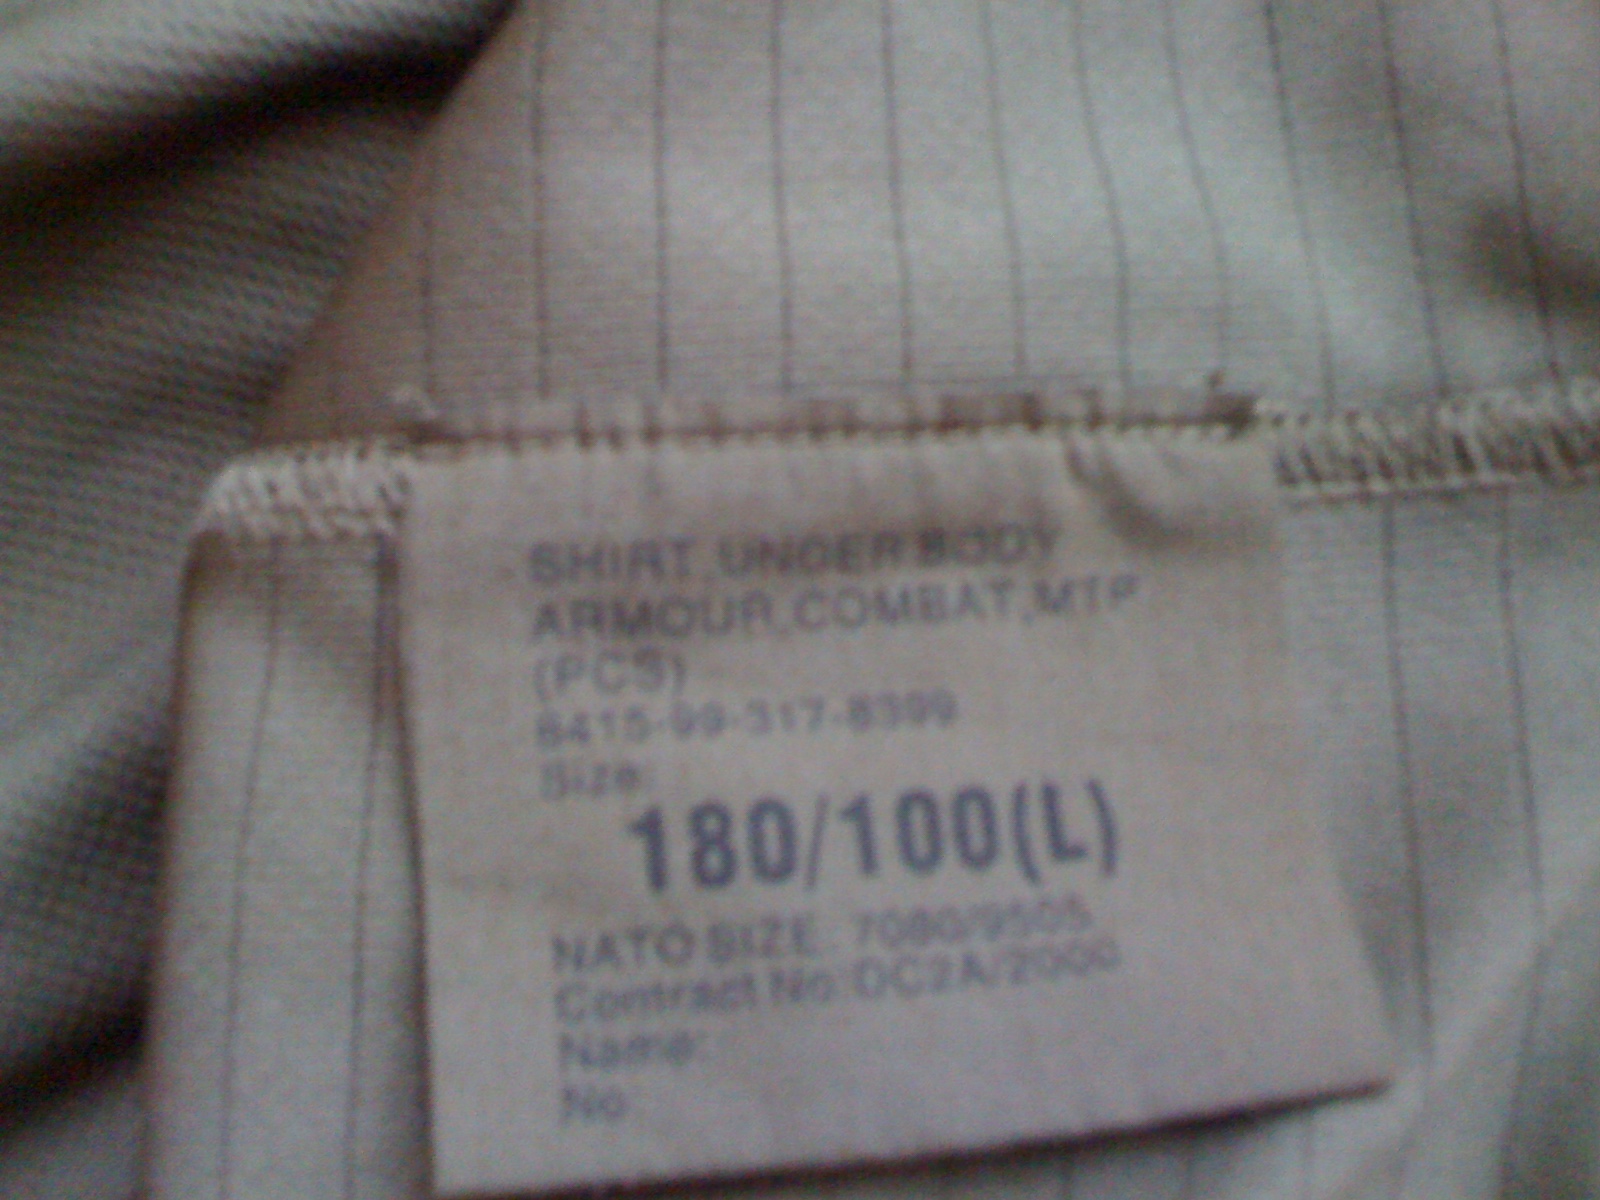 SHIRT,UNDER BODY
ARMOUR,COMBAT,MTP
(PCS)
8415-99-317-8399
Size:
180/100(L)
NATO SIZE: 7080/9505
Contract No:DC2A/2000
Name:
No: